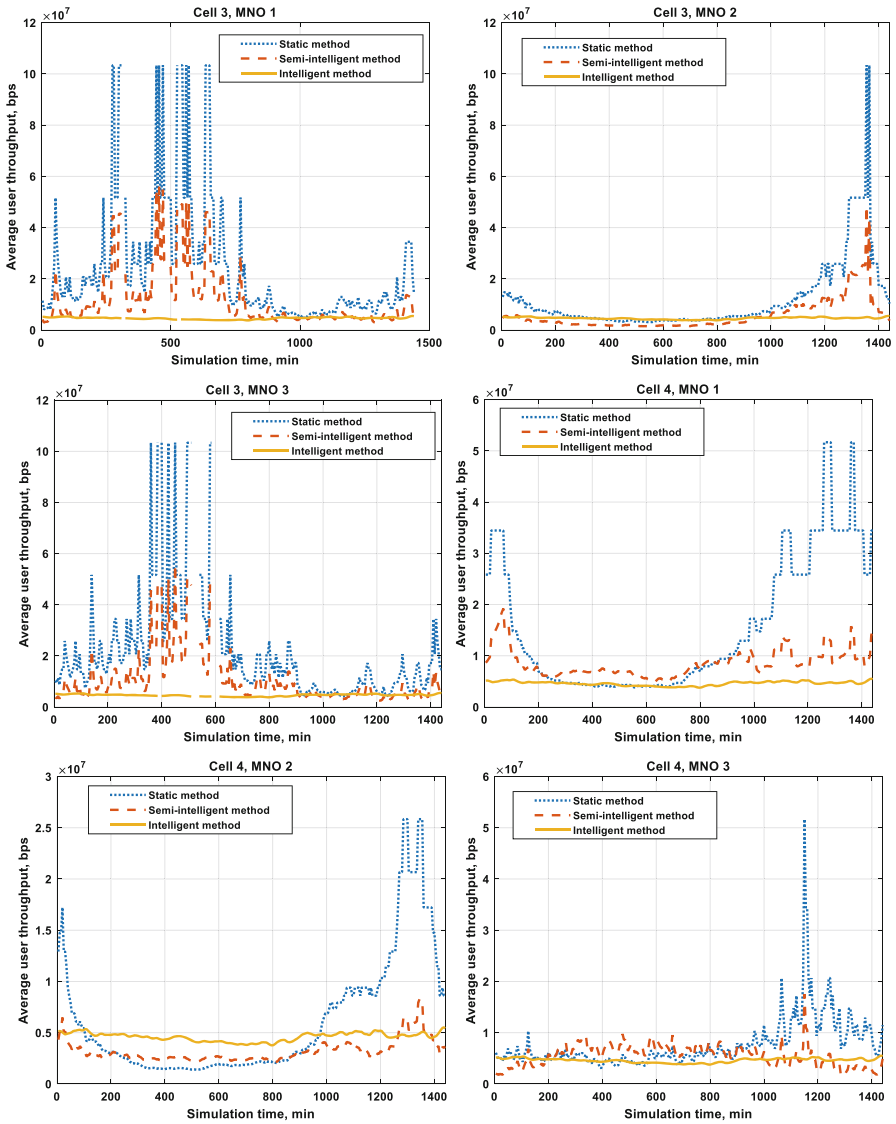 Cell 3, MNO 1
×10^7
12
10
8
6
4
2
0
0 500 1000 1500
Average user throughput, bps
Simulation time, min
Static method
Semi-intelligent method
Intelligent method
Cell 3, MNO 2
×10^7
12
10
8
6
4
2
0
0 200 400 600 800 1000 1200 1400
Average user throughput, bps
Simulation time, min
Static method
Semi-intelligent method
Intelligent method
Cell 3, MNO 3
×10^7
12
10
8
6
4
2
0
0 200 400 600 800 1000 1200 1400
Average user throughput, bps
Simulation time, min
Static method
Semi-intelligent method
Intelligent method
Cell 4, MNO 1
×10^7
6
5
4
3
2
1
0
0 200 400 600 800 1000 1200 1400
Average user throughput, bps
Simulation time, min
Static method
Semi-intelligent method
Intelligent method
Cell 4, MNO 2
×10^7
3
2.5
2
1.5
1
0.5
0
0 200 400 600 800 1000 1200 1400
Average user throughput, bps
Simulation time, min
Static method
Semi-intelligent method
Intelligent method
Cell 4, MNO 3
×10^7
6
5
4
3
2
1
0
0 200 400 600 800 1000 1200 1400
Average user throughput, bps
Simulation time, min
Static method
Semi-intelligent method
Intelligent method